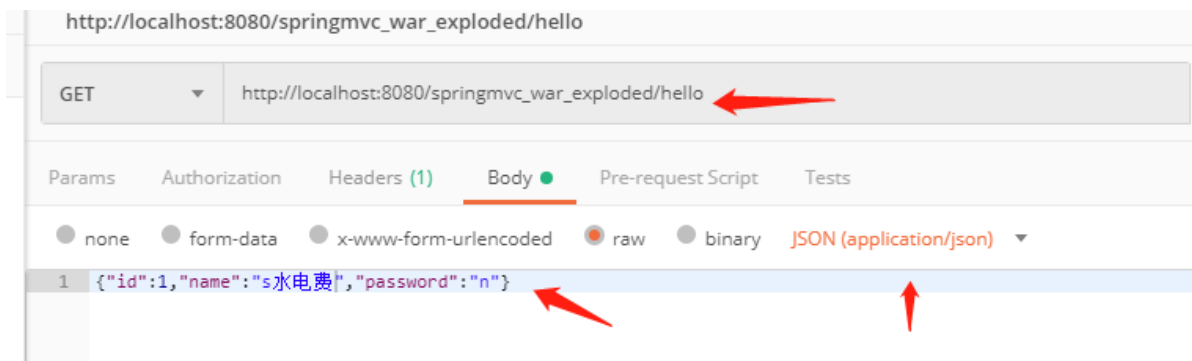 http://localhost:8080/springmvc_war_exploded/hello
GET http://localhost:8080/springmvc_war_exploded/hello
Params Authorization Headers (1) Body Pre-request Script Tests
none form-data x-www-form-urlencoded raw binary JSON (application/json)
1 {"id":1,"name":"s水电费","password":"n"}